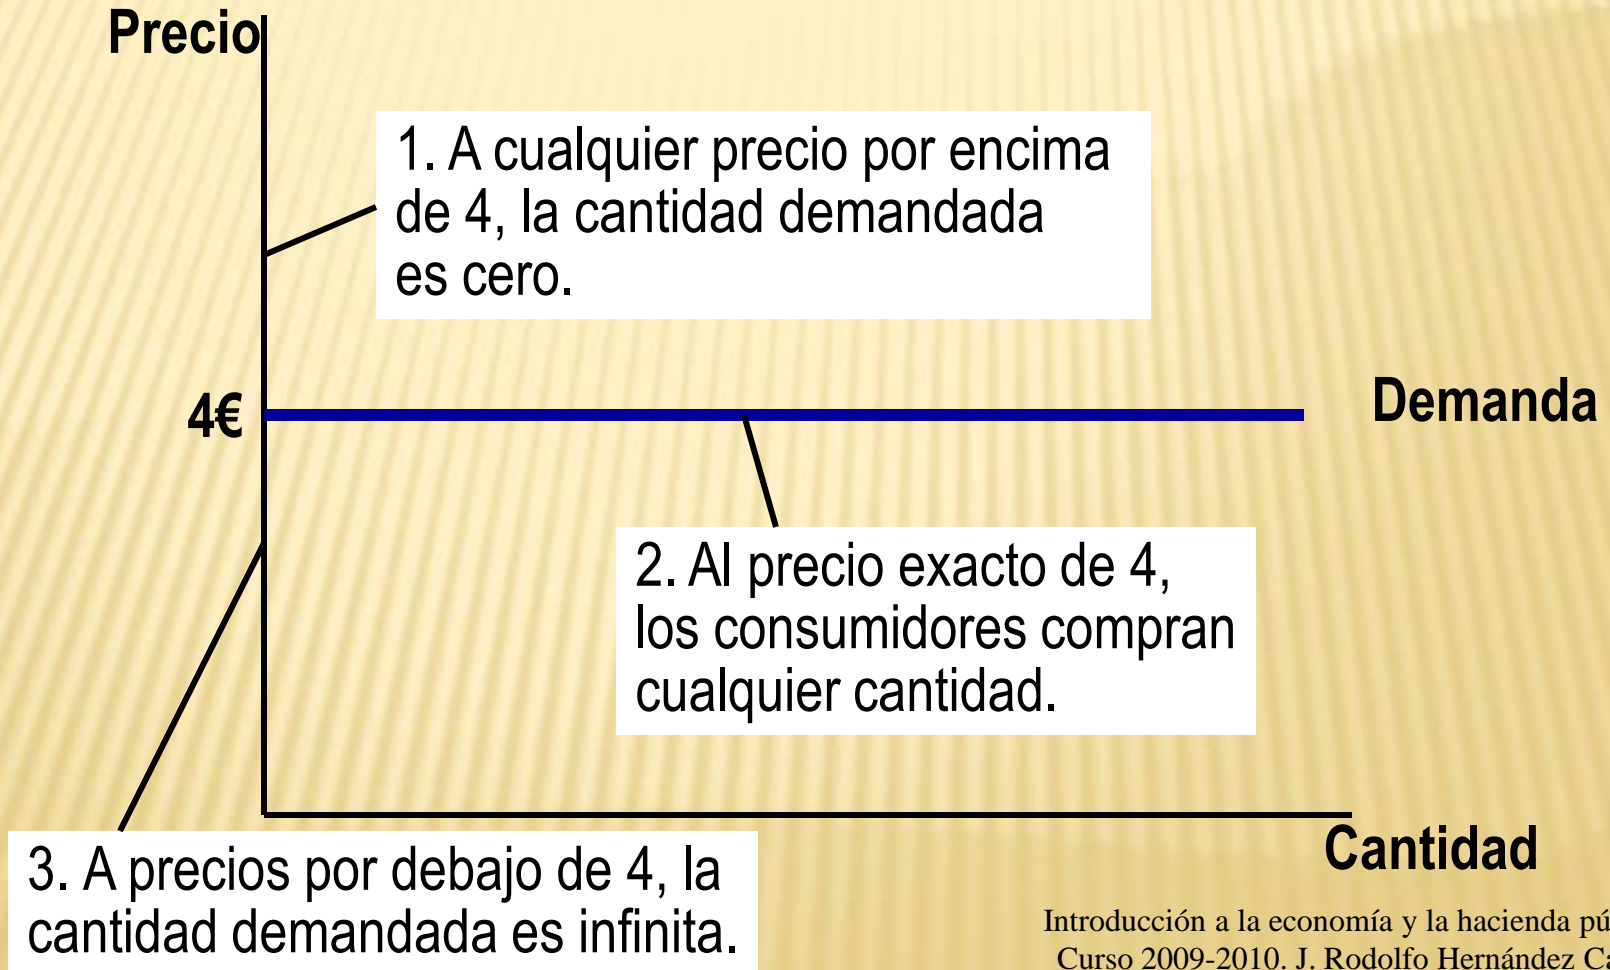 Precio
1. A cualquier precio por encima
de 4, la cantidad demandada
es cero.
4€
Demanda
2. Al precio exacto de 4,
los consumidores compran
cualquier cantidad.
Cantidad
3. A precios por debajo de 4, la
cantidad demandada es infinita.
Introducción a la economía y la hacienda
Curso 2009-2010. J. Rodolfo Hernández